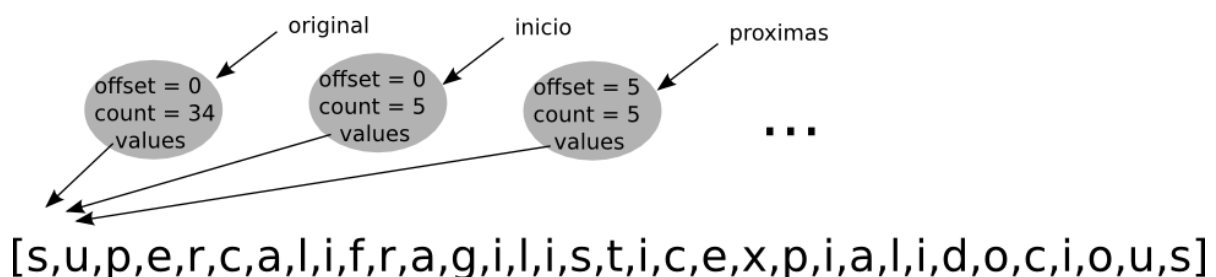 original
inicio
proximas
offset = 0
count = 34
values
offset = 0
count = 5
values
offset = 5
count = 5
values
...
[s,u,p,e,r,c,a,l,i,f,r,a,g,i,l,i,s,t,i,c,e,x,p,i,a,l,i,d,o,c,i,o,u,s]